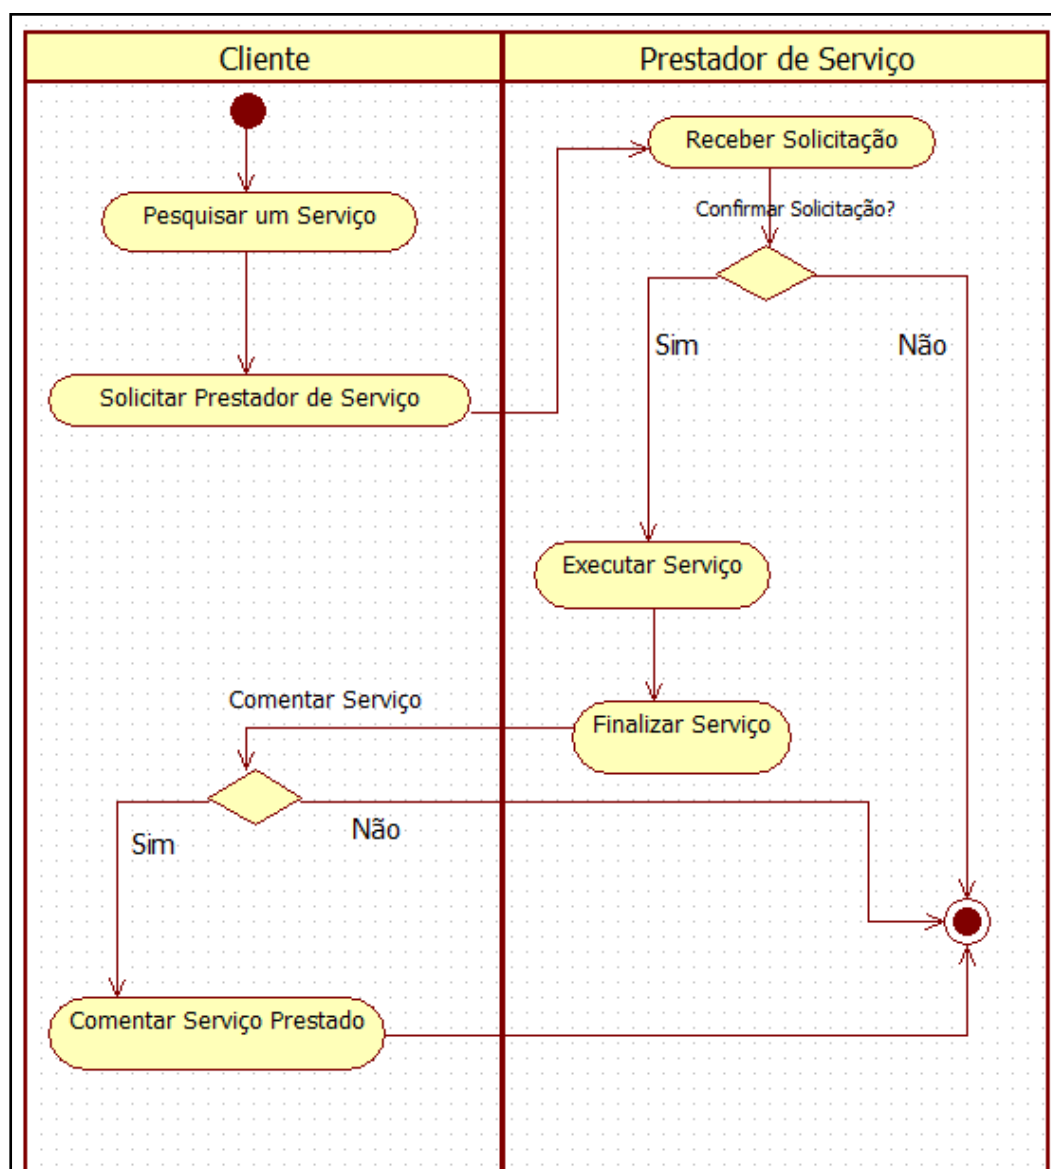 Cliente
Prestador de Serviço
Receber Solicitação
Confirmar Solicitação?
Pesquisar um Serviço
Sim
Não
Solicitar Prestador de Serviço
Executar Serviço
Comentar Serviço
Finalizar Serviço
Sim
Não
Comentar Serviço Prestado